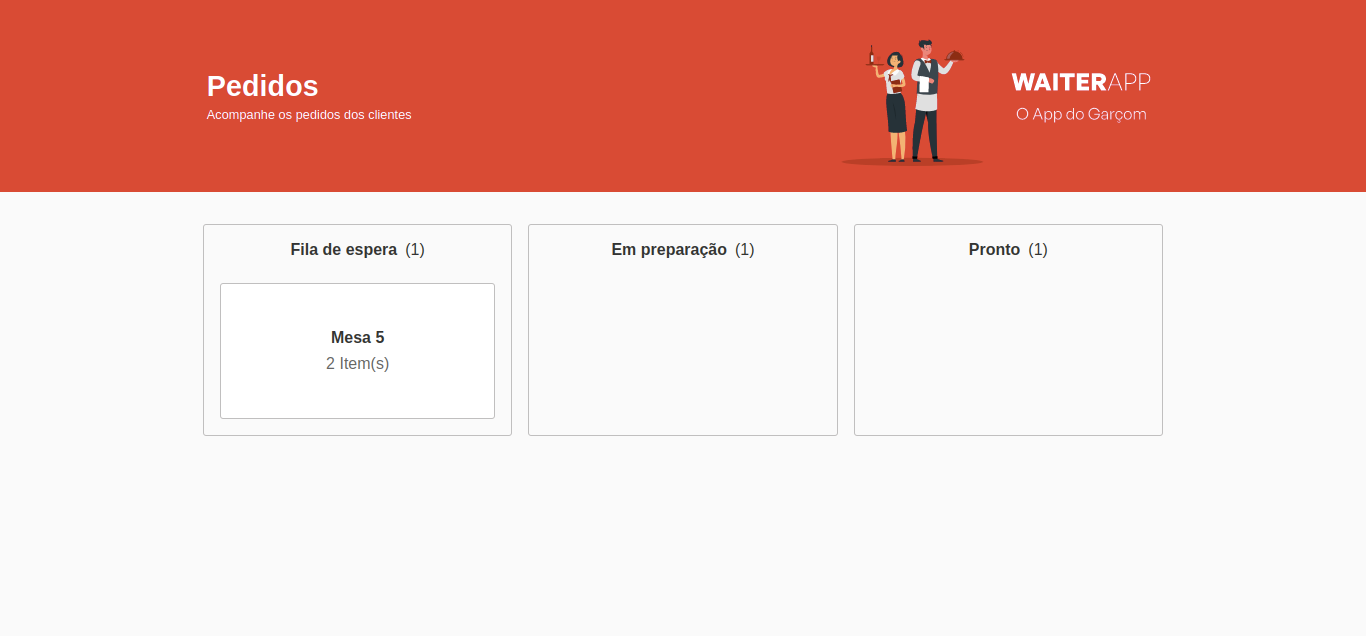 Pedidos
Acompanhe os pedidos dos clientes
WAITERAPP
O App do Garçom
Fila de espera (1)
Em preparação (1)
Pronto (1)
Mesa 5
2 Item(s)